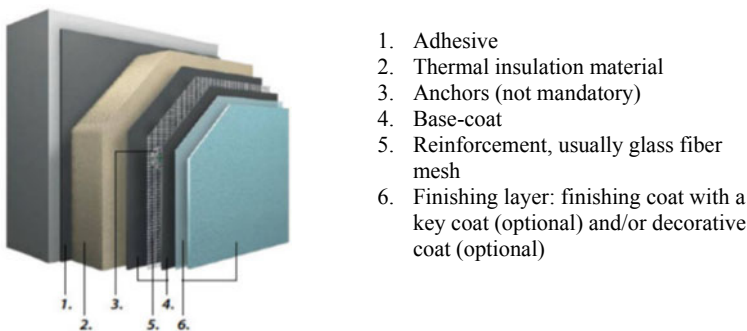 1. Adhesive
2. Thermal insulation material
3. Anchors (not mandatory)
4. Base-coat
5. Reinforcement, usually glass fiber
mesh
6. Finishing layer: finishing coat with a
key coat (optional) and/or decorative
coat (optional)
1.
2.
3.
4.
5.
6.